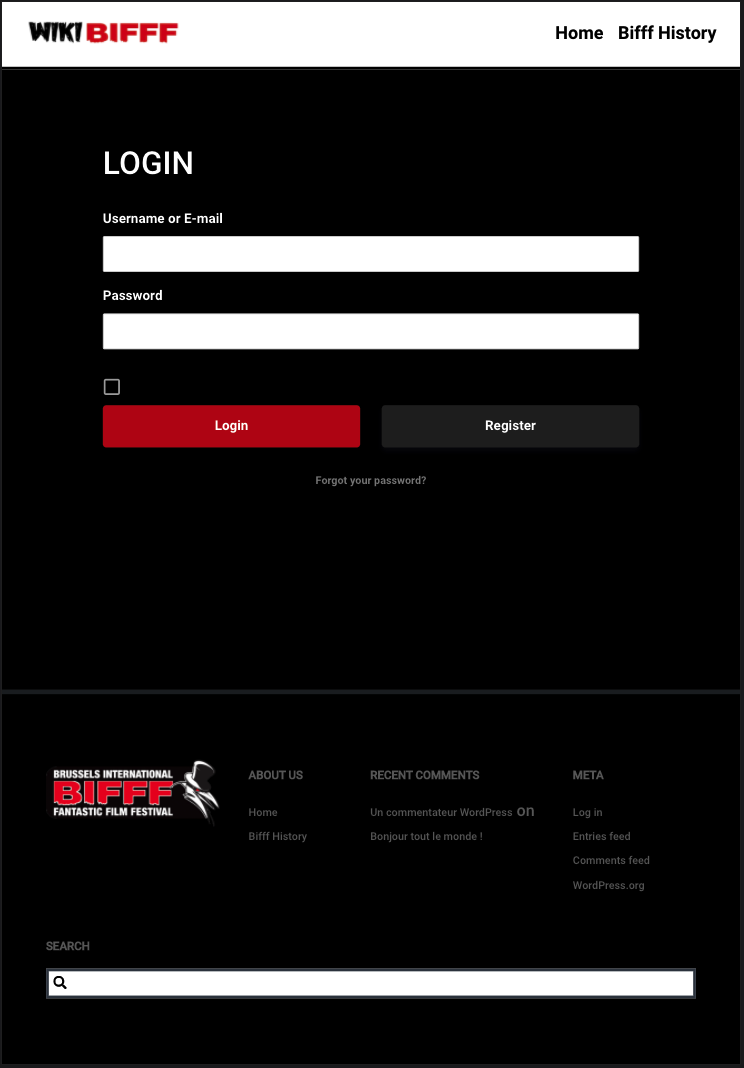 WIKI BIFFF
Home Bifff History
LOGIN
Username or E-mail
Password
Login Register
Forgot your password?
BRUSSELS INTERNATIONAL
BIFFF
FANTASTIC FILM FESTIVAL
ABOUT US
Home
Bifff History
RECENT COMMENTS
Un commentateur WordPress on
Bonjour tout le monde !
META
Log in
Entries feed
Comments feed
WordPress.org
SEARCH